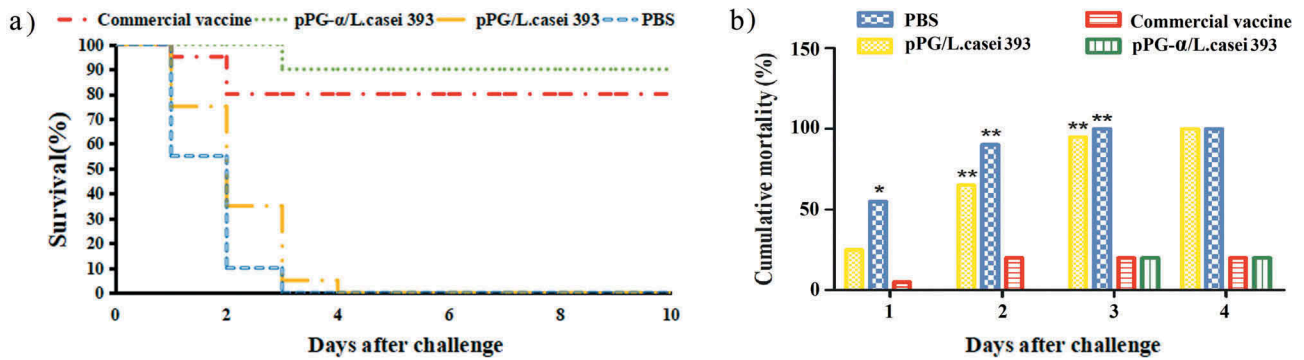 a)
Commercial vaccine pPG-α/L.casei 393 pPG/L.casei 393 PBS
100
90
80
70
60
50
40
30
20
10
0
Survival(%)
0 2 4 6 8 10
Days after challenge
b)
PBS Commercial vaccine
pPG/L.casei 393 pPG-α/L.casei 393
150
100
50
0
Cumulative mortality (%)
* ** ** ** **
1 2 3 4
Days after challenge